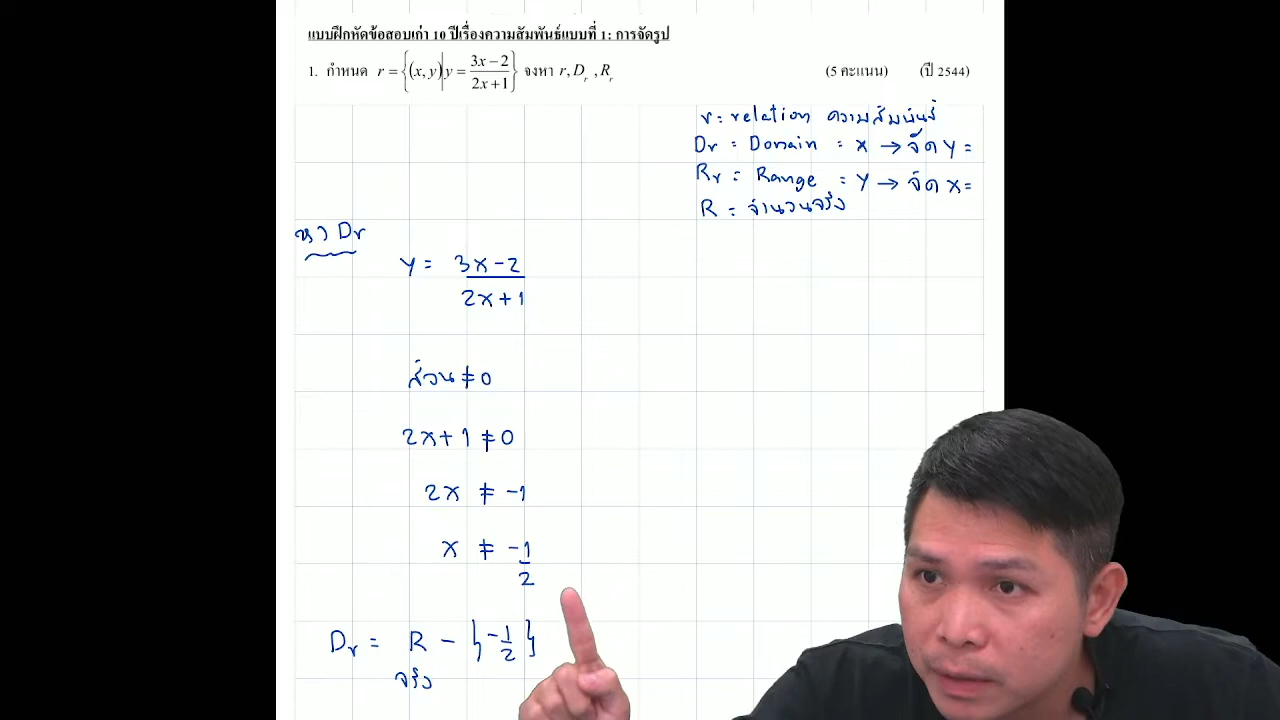 แบบฝึกหัดข้อสอบเก่า 10 ปีเรื่องความสัมพันธ์แบบที่ 1: การจัดรูป
1. กำหนด r = {(x, y)| y = (3x − 2)/(2x + 1)} จงหา r, Dᵣ, Rᵣ (5 คะแนน) (ปี 2544)
r = relation ความสัมพันธ์
Dr = Domain = x → จัด y =
Rr = Range = y → จัด x =
R = จำนวนจริง
หา Dr
y = 3x − 2
2x + 1
ส่วน ≠ 0
2x + 1 ≠ 0
2x ≠ −1
x ≠ −1/2
Dr = R − {−1/2}
จริง